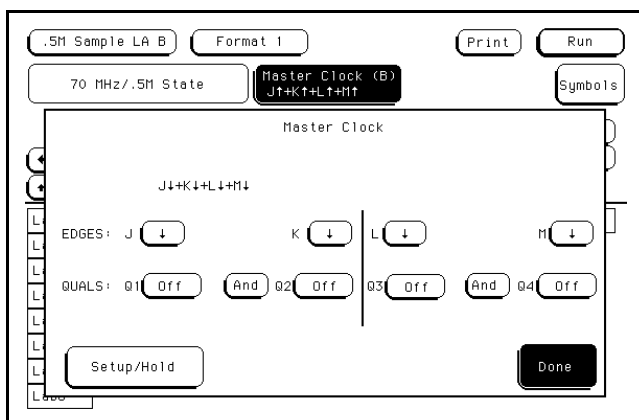 .5M Sample LA B Format 1 Print Run
70 MHz/.5M State Master Clock (B) Symbols
J↑+K↑+L↑+M↑
Master Clock
J↓+K↓+L↓+M↓
EDGES: J ↓ K ↓ L ↓ M ↓
QUALS: Q1 Off And Q2 Off Q3 Off And Q4 Off
Setup/Hold Done